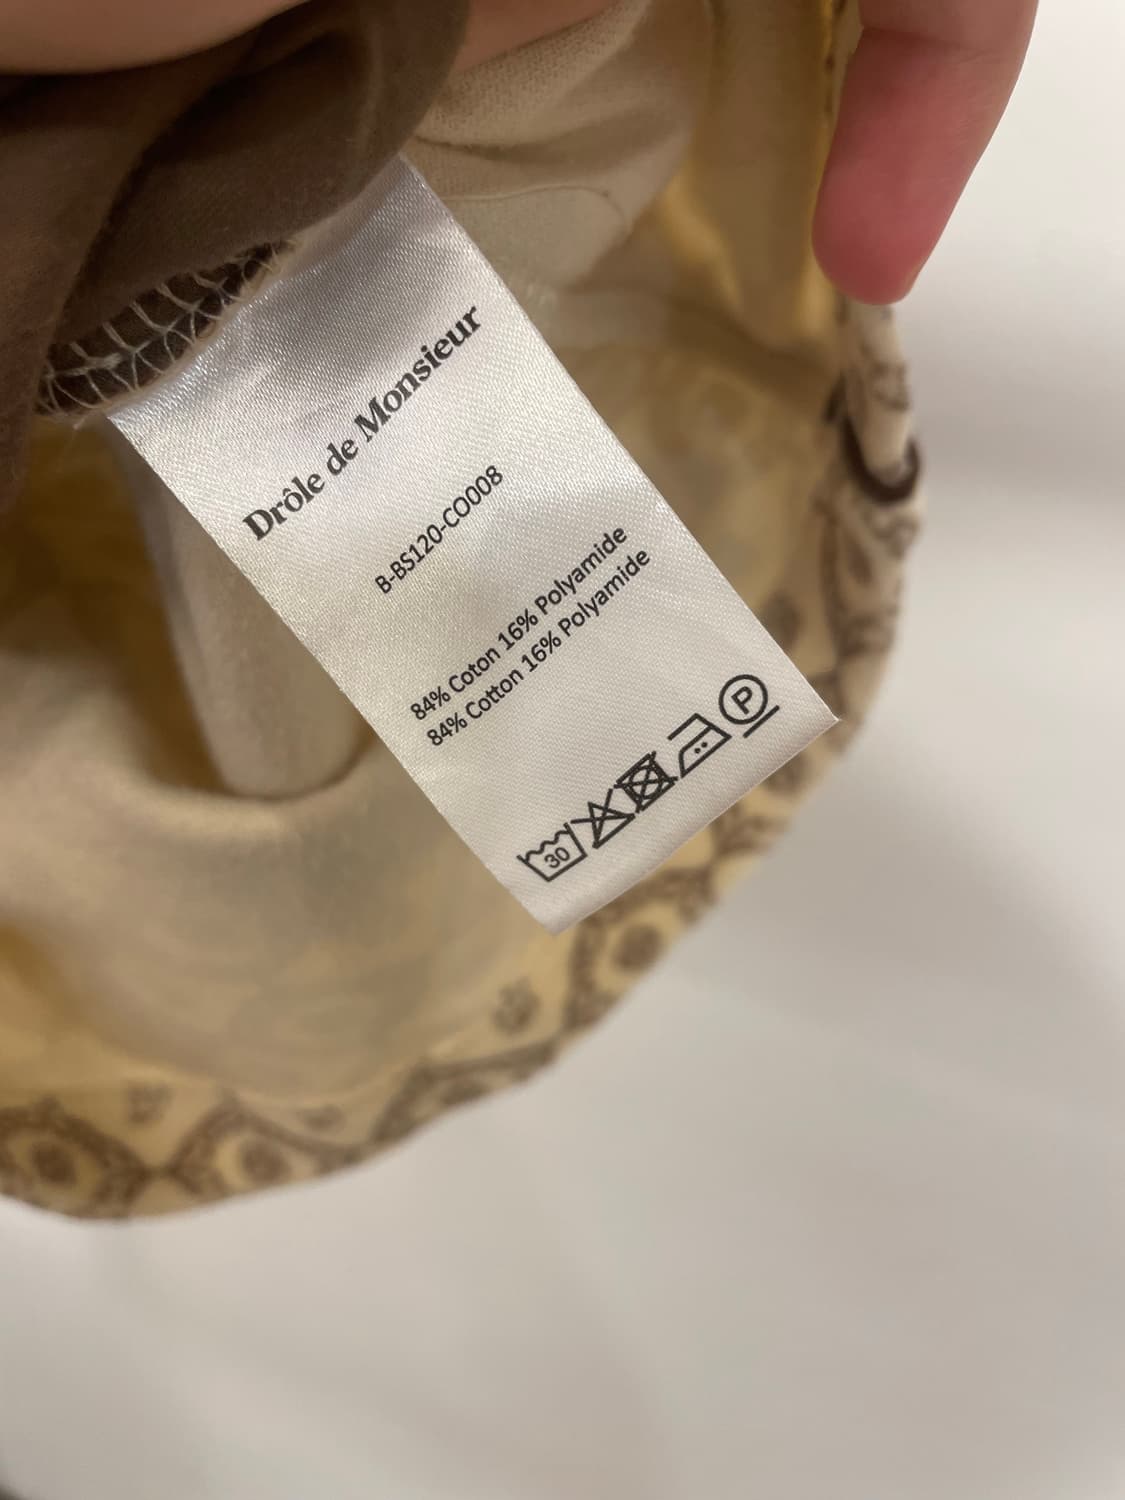 Drôle de Monsieur
B-BS120-CO008
84% Coton 16% Polyamide
84% Cotton 16% Polyamide
30
P